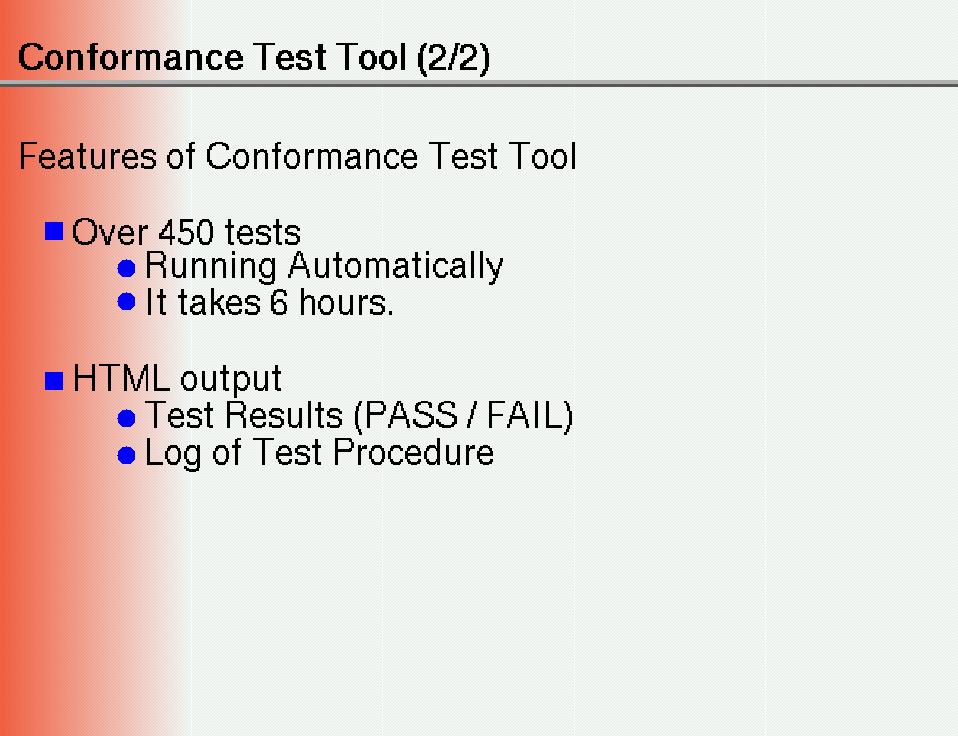 Conformance Test Tool (2/2)
Features of Conformance Test Tool
Over 450 tests
Running Automatically
It takes 6 hours.
HTML output
Test Results (PASS / FAIL)
Log of Test Procedure